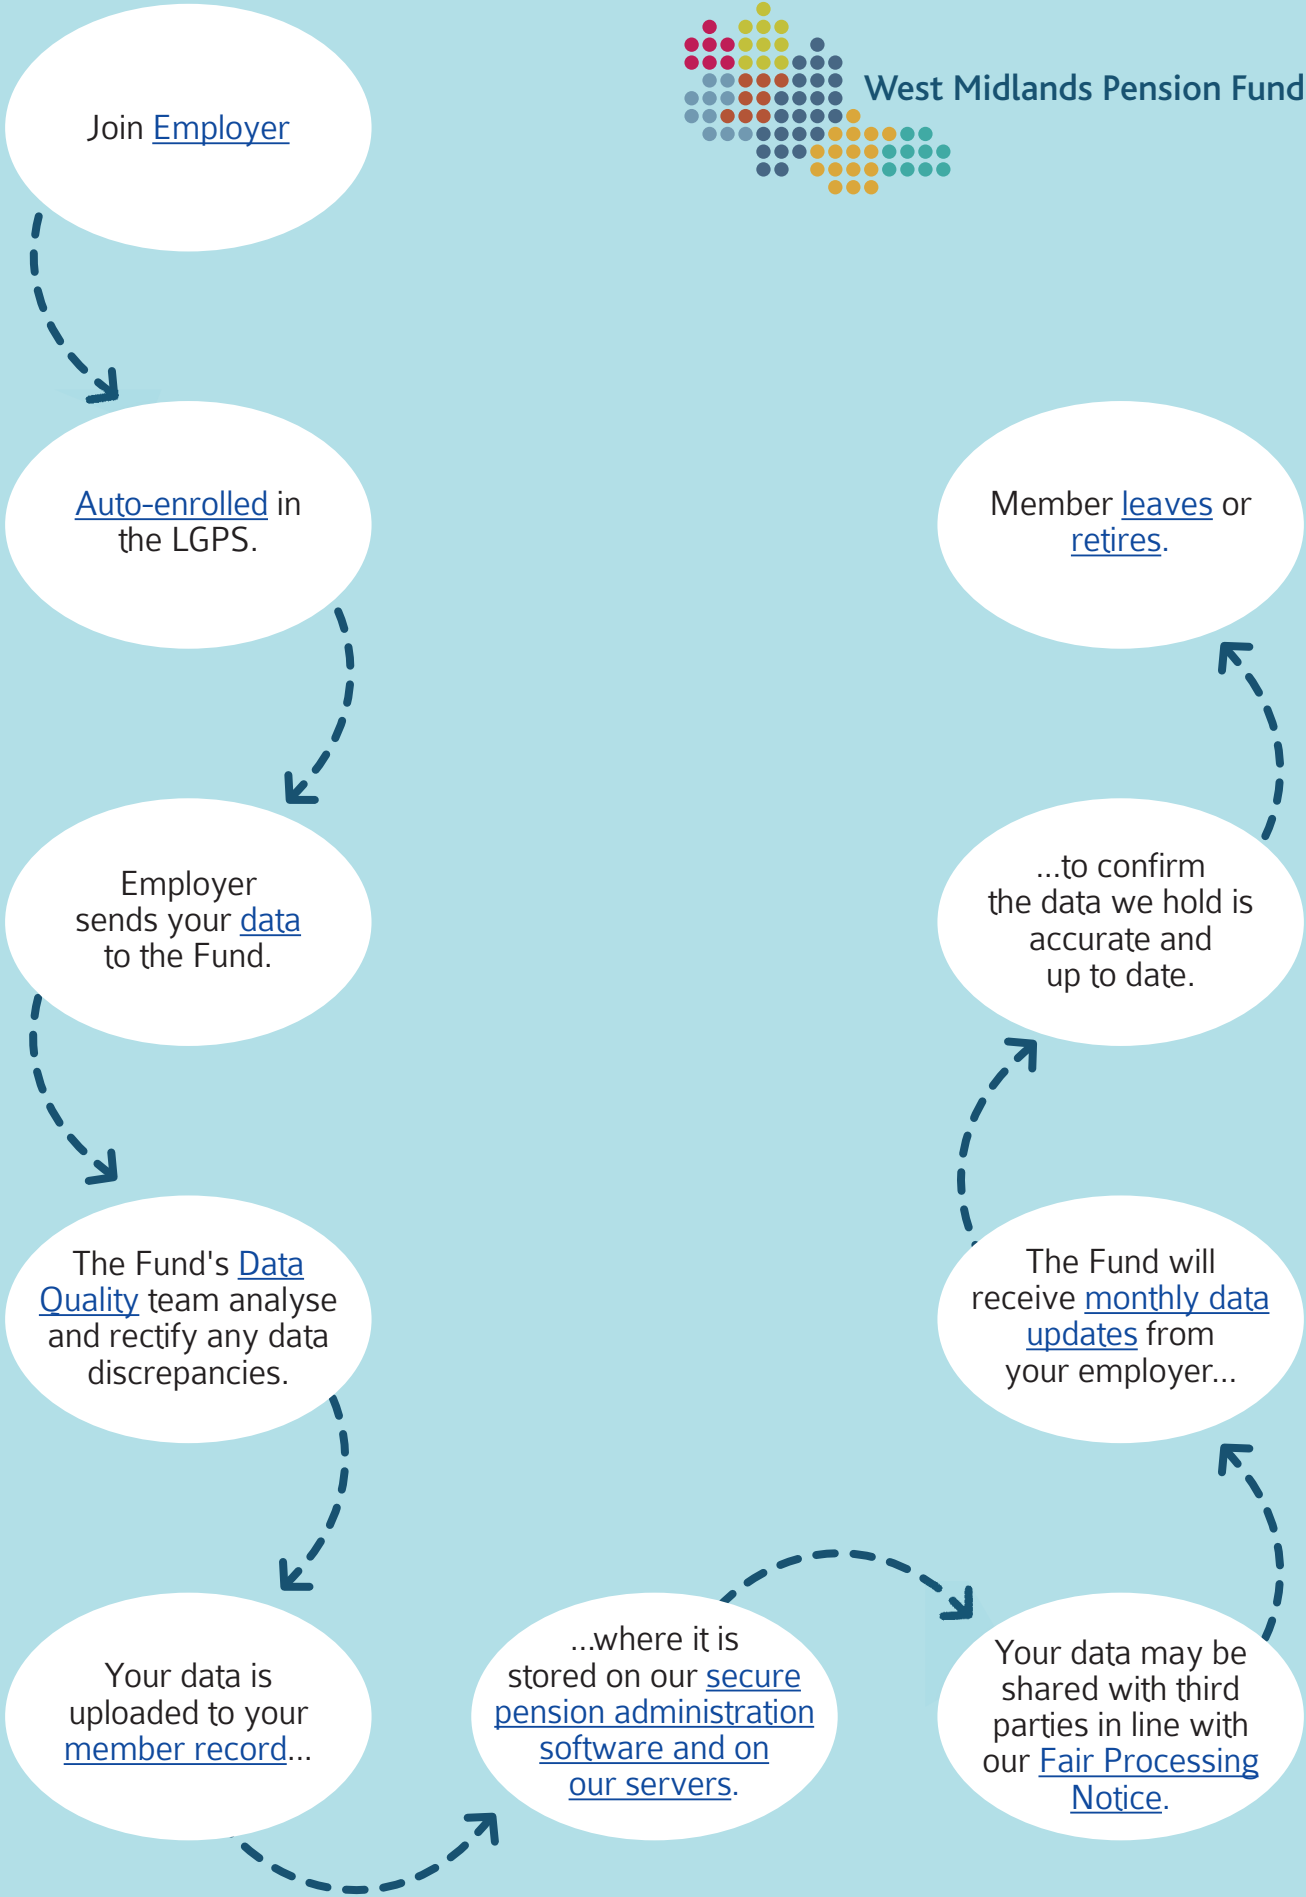 West Midlands Pension Fund
Join Employer
Auto-enrolled in
the LGPS.
Employer
sends your data
to the Fund.
The Fund's Data
Quality team analyse
and rectify any data
discrepancies.
Your data is
uploaded to your
member record...
...where it is
stored on our secure
pension administration
software and on
our servers.
Your data may be
shared with third
parties in line with
our Fair Processing
Notice.
The Fund will
receive monthly data
updates from
your employer...
...to confirm
the data we hold is
accurate and
up to date.
Member leaves or
retires.